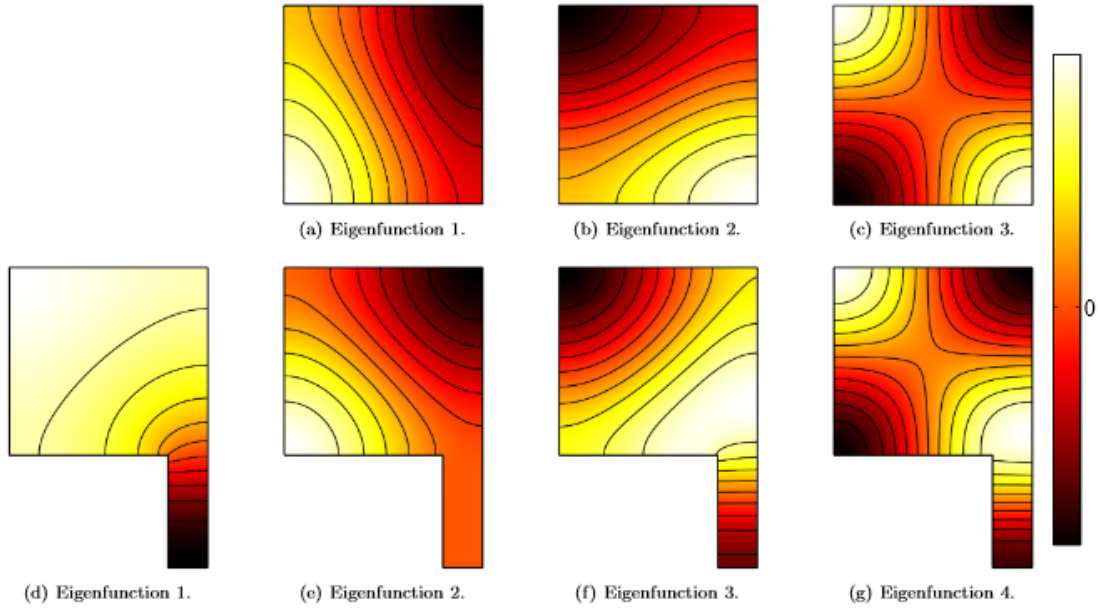 (a) Eigenfunction 1.
(b) Eigenfunction 2.
(c) Eigenfunction 3.
0
(d) Eigenfunction 1.
(e) Eigenfunction 2.
(f) Eigenfunction 3.
(g) Eigenfunction 4.